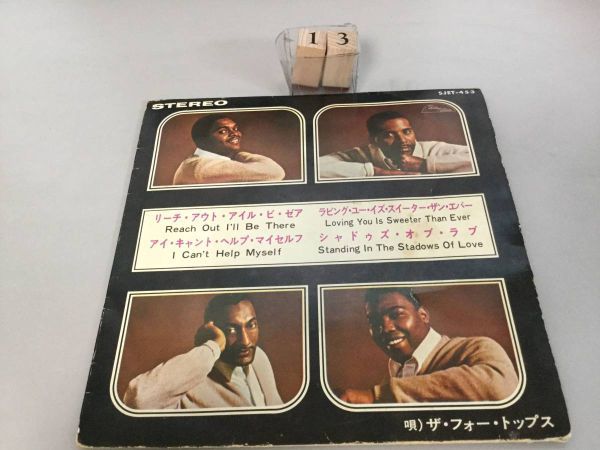 1 3
STEREO
SJET-453
リーチ・アウト・アイル・ビ・ゼア
Reach Out I'll Be There
アイ・キャント・ヘルプ・マイセルフ
I Can't Help Myself
ラビング・ユー・イズ・スイーター・ザン・エバー
Loving You Is Sweeter Than Ever
シャドゥズ・オブ・ラブ
Standing In The Stadows Of Love
唄）ザ・フォー・トップス